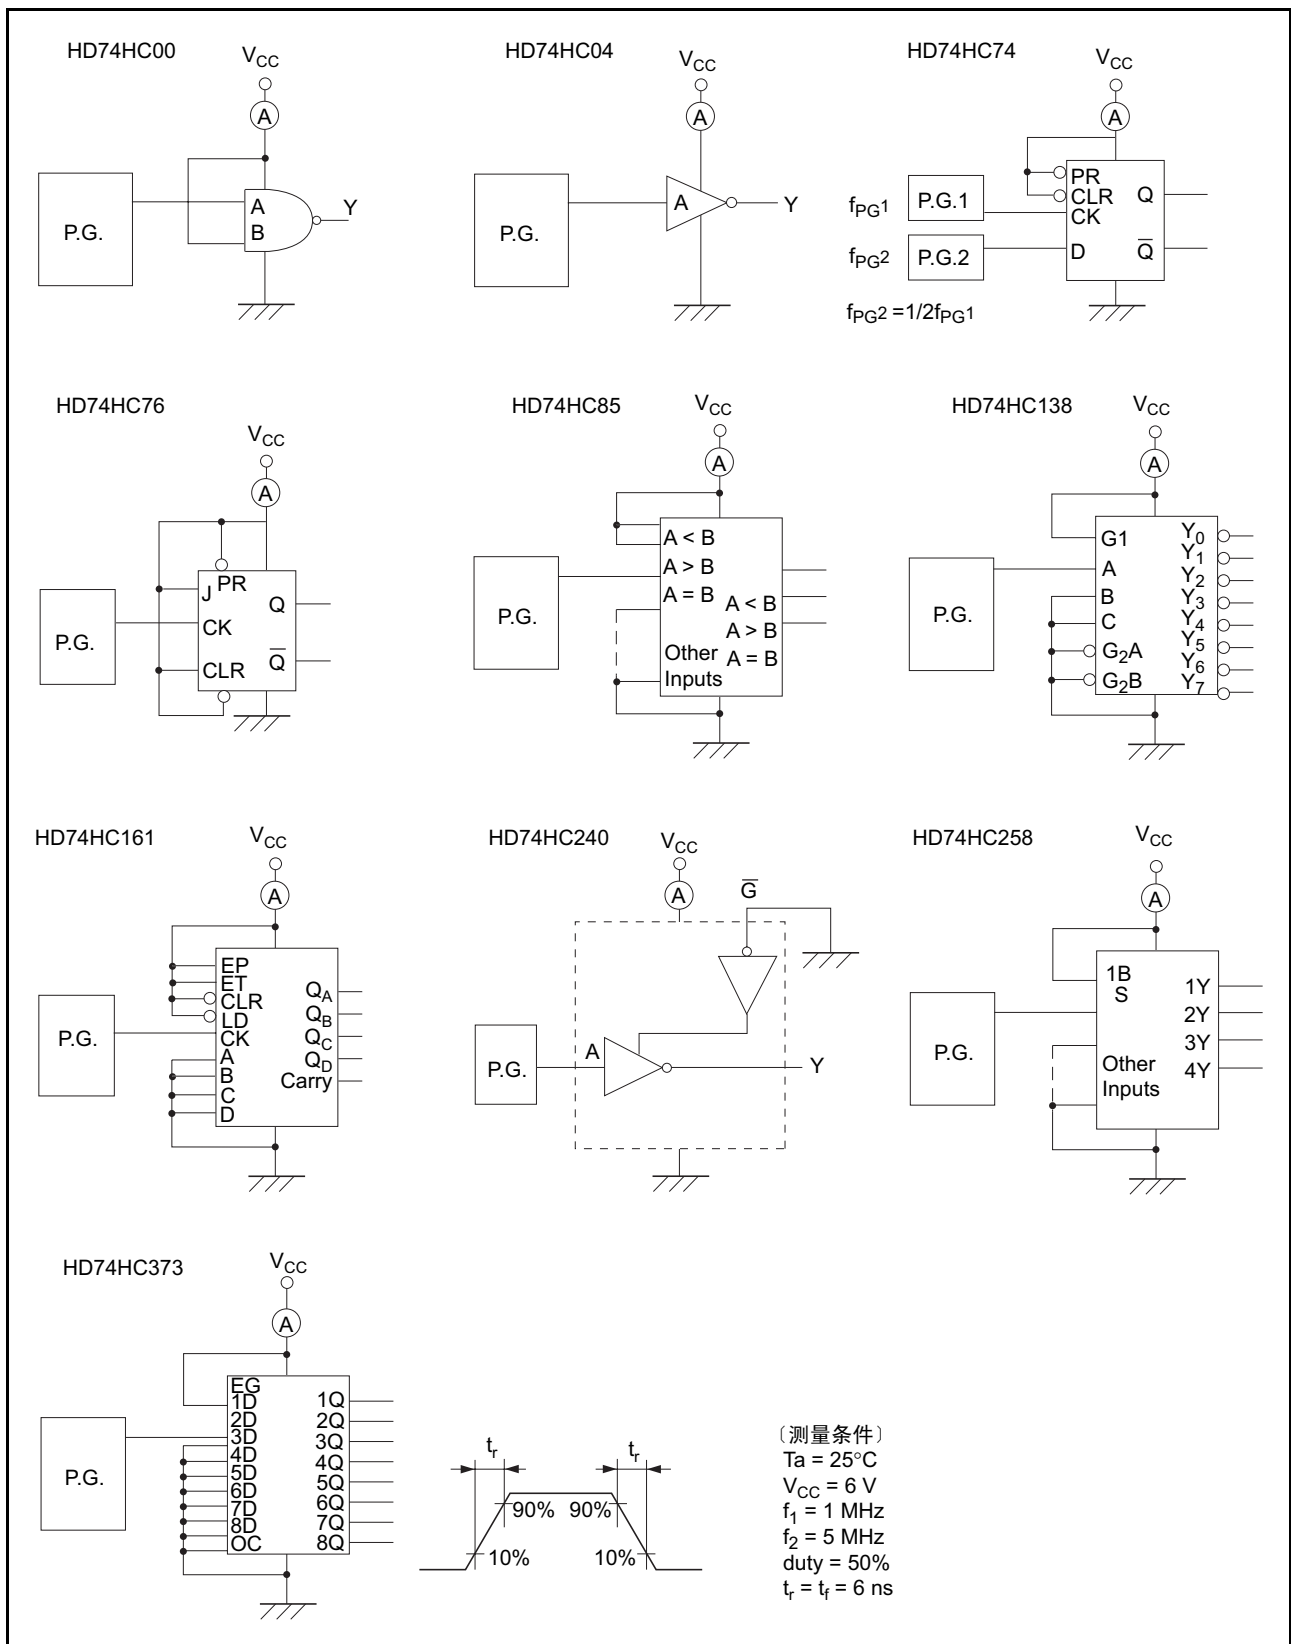 HD74HC00
VCC
A
P.G.
A
B
Y
HD74HC04
VCC
A
P.G.
A
Y
HD74HC74
VCC
A
fPG1
P.G.1
fPG2
P.G.2
PR
CLR
CK
D
Q
Q̅
fPG2 =1/2fPG1
HD74HC76
VCC
A
P.G.
PR
J
CK
CLR
Q
Q̅
HD74HC85
VCC
A
P.G.
A < B
A > B
A = B
Other
Inputs
A < B
A > B
A = B
HD74HC138
VCC
A
P.G.
G1
A
B
C
G2A
G2B
Y0
Y1
Y2
Y3
Y4
Y5
Y6
Y7
HD74HC161
VCC
A
P.G.
EP
ET
CLR
LD
CK
A
B
C
D
QA
QB
QC
QD
Carry
HD74HC240
VCC
A
G̅
P.G.
A
Y
HD74HC258
VCC
A
P.G.
1B
S
Other
Inputs
1Y
2Y
3Y
4Y
HD74HC373
VCC
A
P.G.
EG
1D
2D
3D
4D
5D
6D
7D
8D
OC
1Q
2Q
3Q
4Q
5Q
6Q
7Q
8Q
tr
tr
90%
90%
10%
10%
〔测量条件〕
Ta = 25°C
VCC = 6 V
f1 = 1 MHz
f2 = 5 MHz
duty = 50%
tr = tf = 6 ns